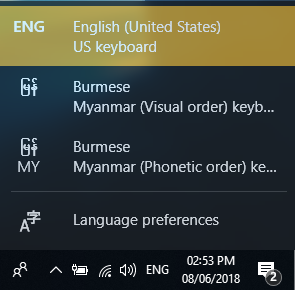 ENG English (United States)
US keyboard
Burmese
Myanmar (Visual order) keyb...
Burmese
MY Myanmar (Phonetic order) ke...
Language preferences
ENG 02:53 PM
08/06/2018 2